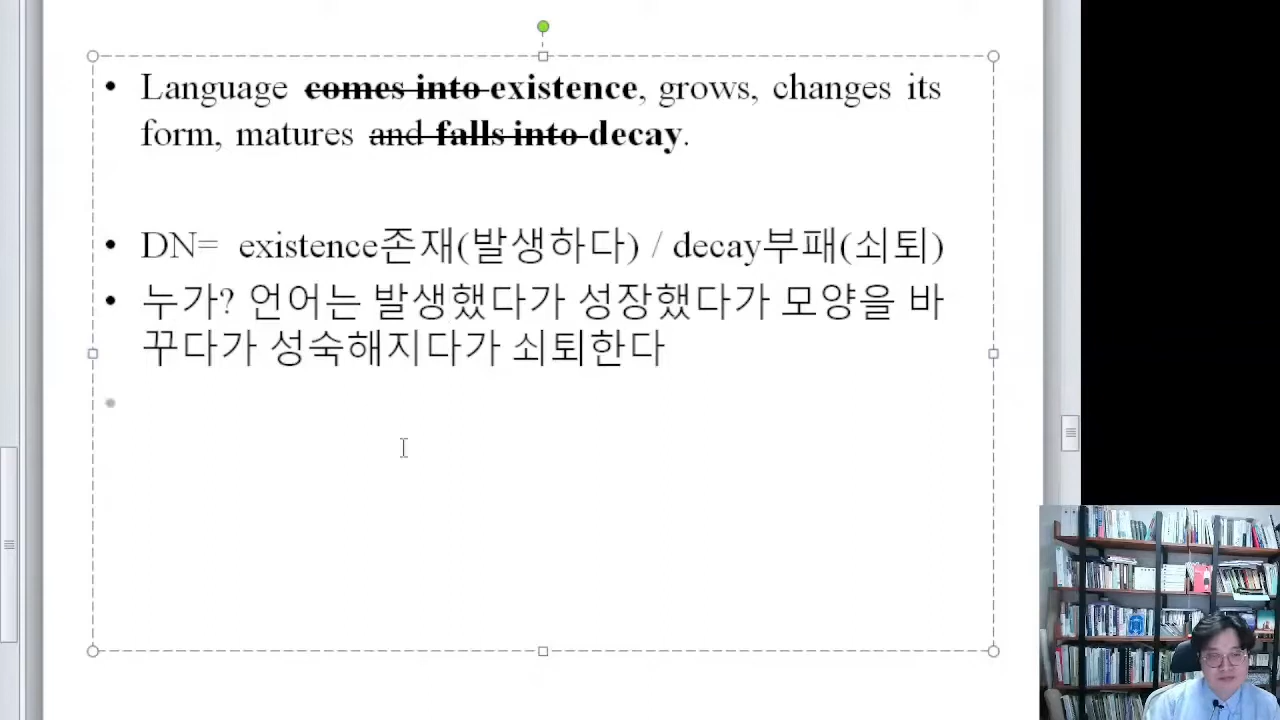 • Language comes into existence, grows, changes its
form, matures and falls into decay.
• DN= existence존재(발생하다) / decay부패(쇠퇴)
• 누가? 언어는 발생했다가 성장했다가 모양을 바
꾸다가 성숙해지다가 쇠퇴한다